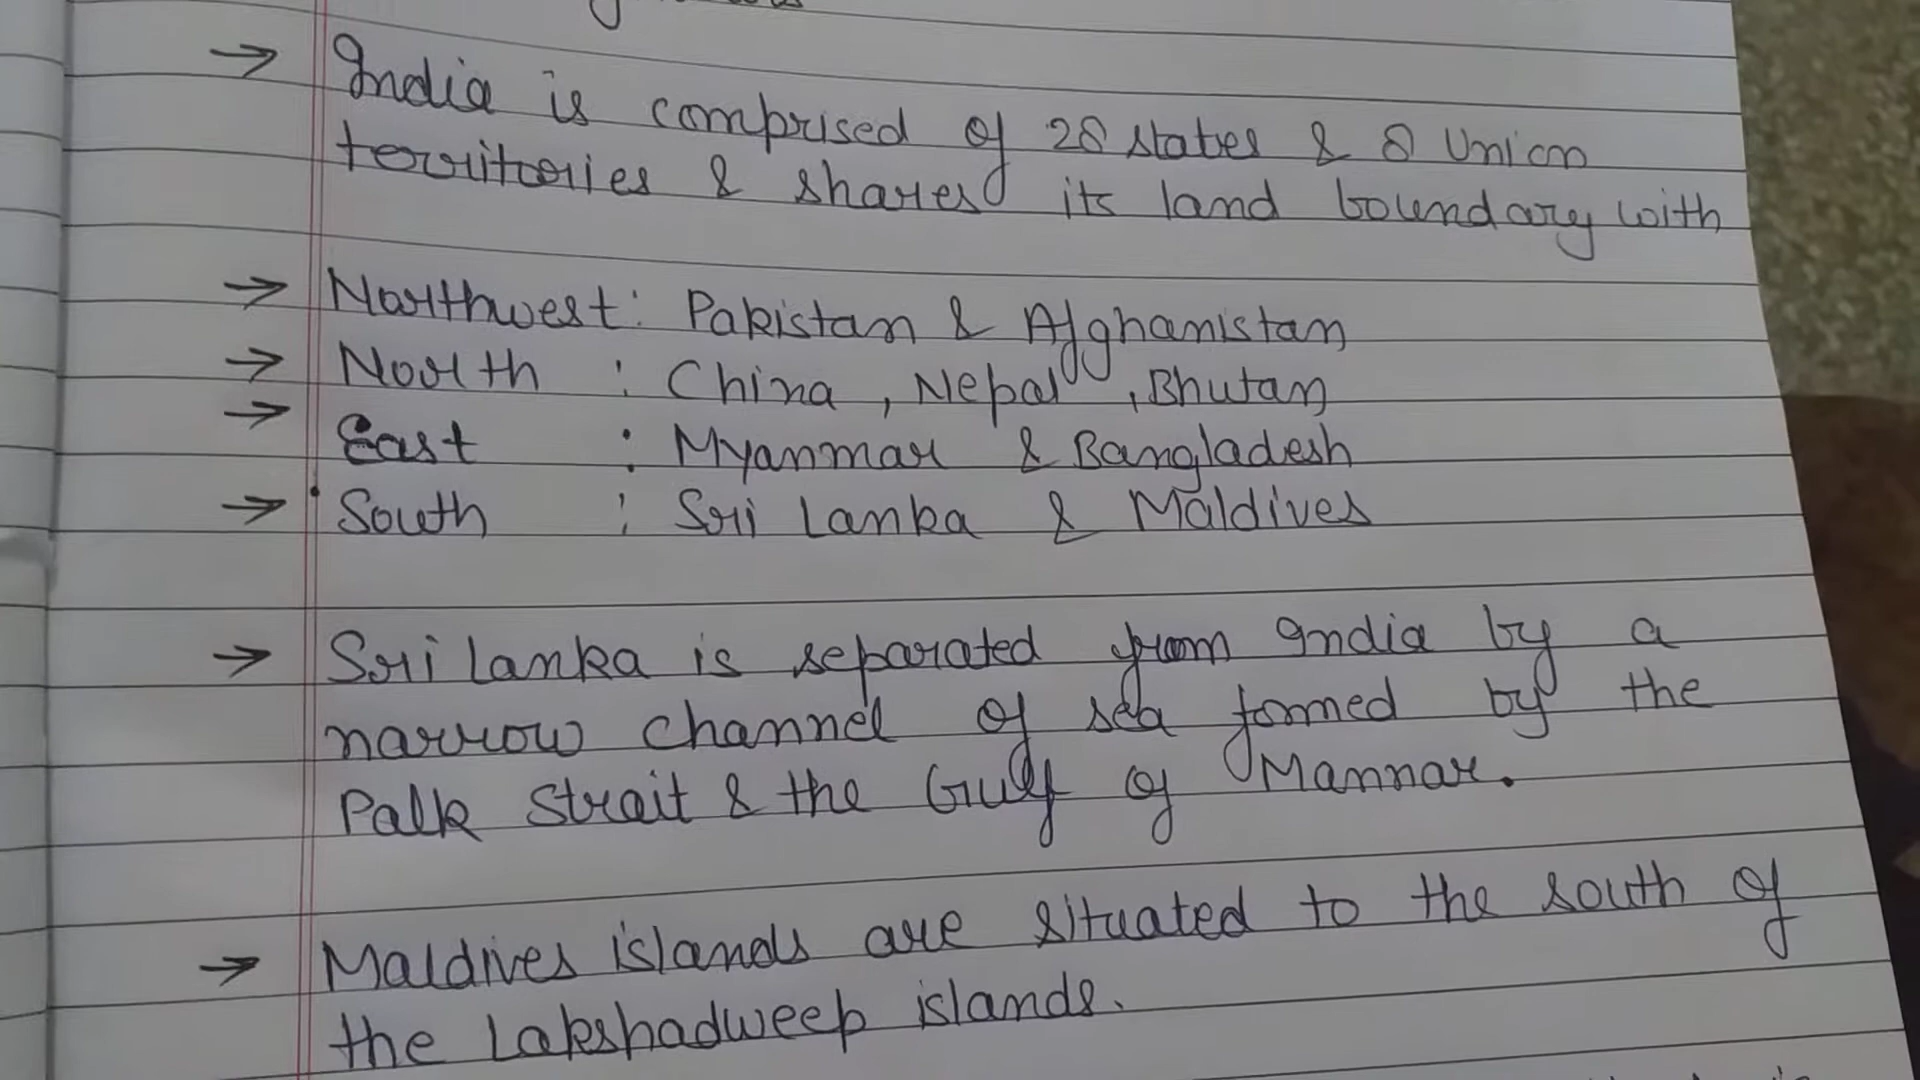 → India is comprised of 28 states & 8 Union
territories & shares its land boundary with
→ Northwest: Pakistan & Afghanistan
→ North : China, Nepal, Bhutan
→ East : Myanmar & Bangladesh
→ South : Sri Lanka & Maldives
→ Sri Lanka is separated from India by a
narrow channel of sea formed by the
Palk Strait & the Gulf of Mannar.
→ Maldives islands are situated to the south of
the Lakshadweep islands.